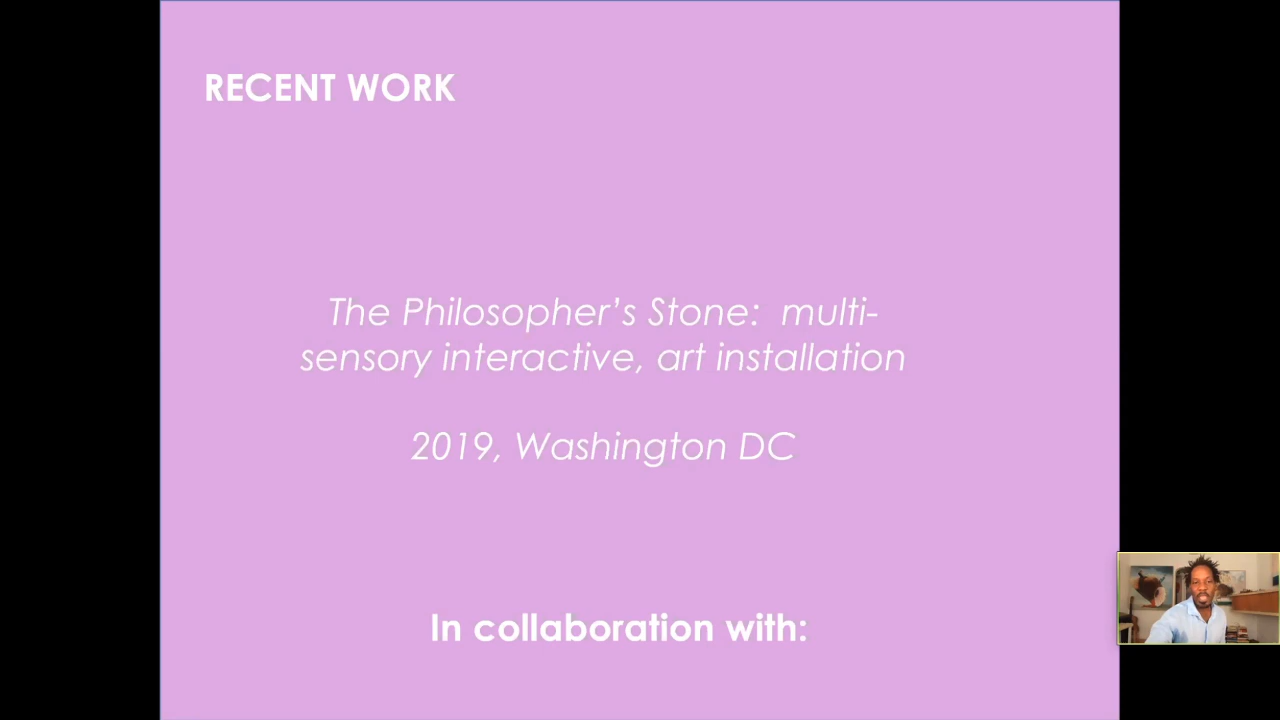 RECENT WORK
The Philosopher’s Stone:  multi-
sensory interactive, art installation
2019, Washington DC
In collaboration with: